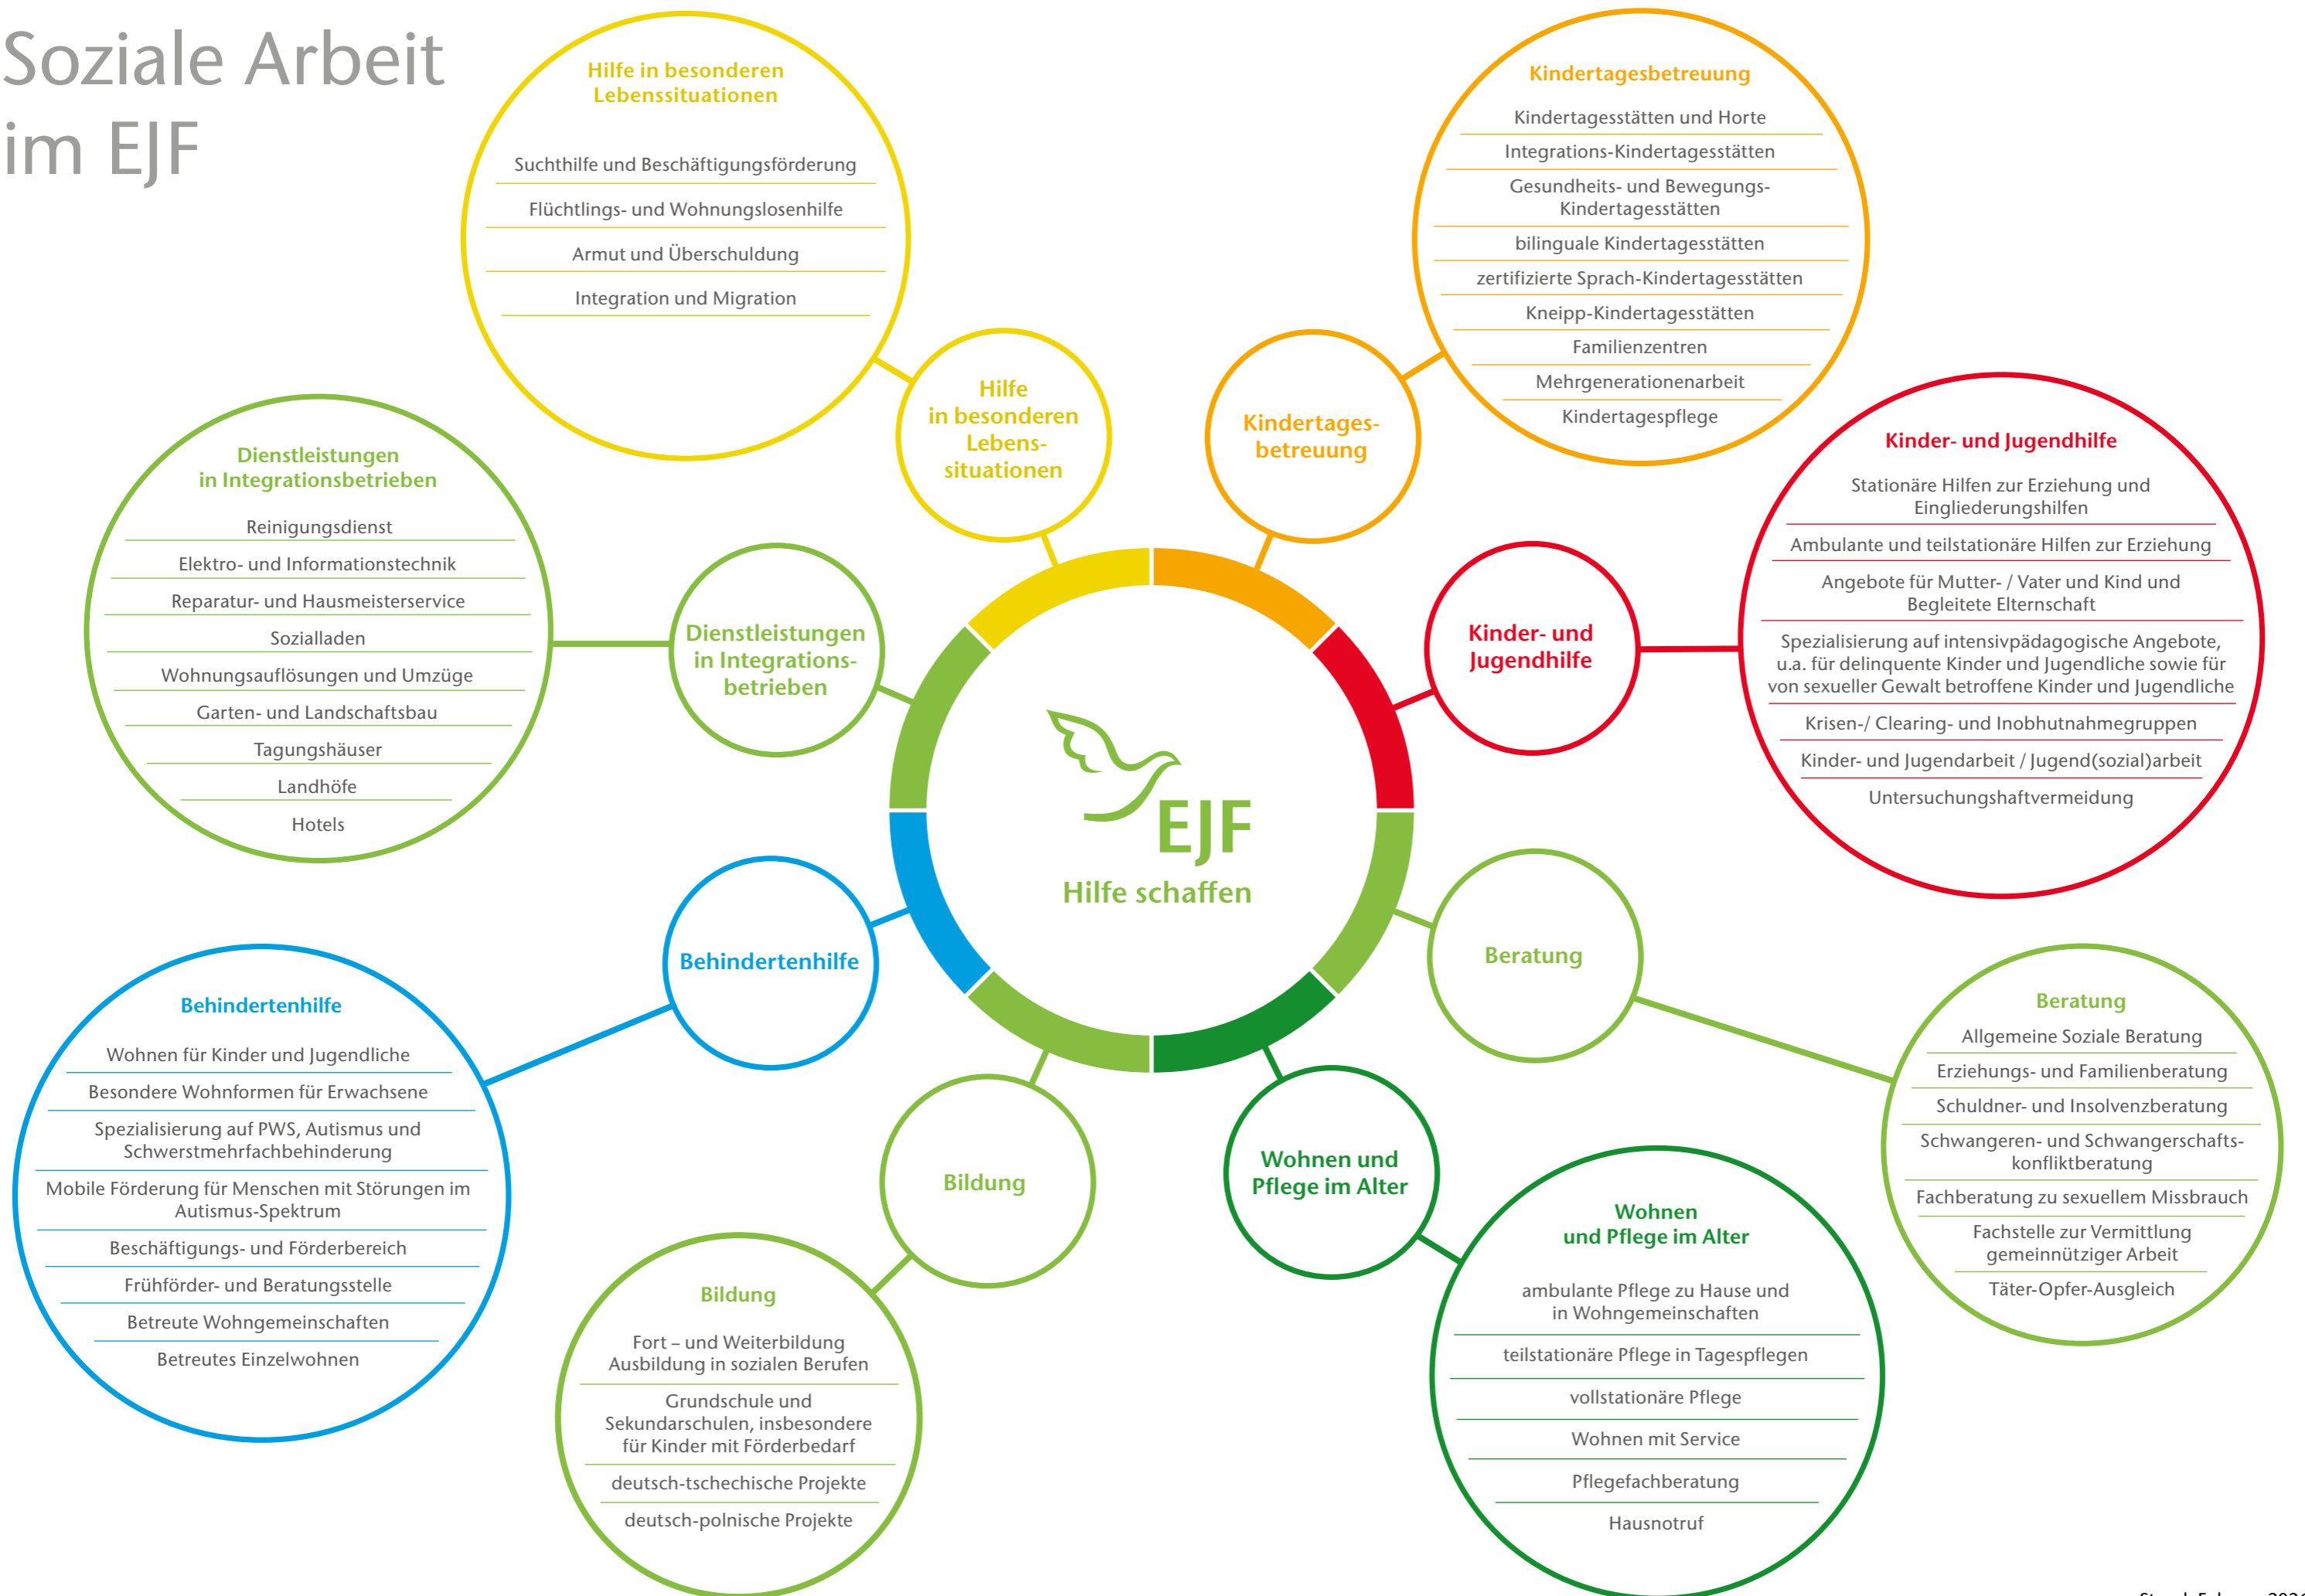 Soziale Arbeit
im EJF
Hilfe in besonderen
Lebenssituationen
Suchthilfe und Beschäftigungsförderung
Flüchtlings- und Wohnungslosenhilfe
Armut und Überschuldung
Integration und Migration
Hilfe
in besonderen
Lebens-
situationen
Kindertagesbetreuung
Kindertagesstätten und Horte
Integrations-Kindertagesstätten
Gesundheits- und Bewegungs-
Kindertagesstätten
bilinguale Kindertagesstätten
zertifizierte Sprach-Kindertagesstätten
Kneipp-Kindertagesstätten
Familienzentren
Mehrgenerationenarbeit
Kindertagespflege
Kindertages-
betreuung
Kinder- und Jugendhilfe
Stationäre Hilfen zur Erziehung und
Eingliederungshilfen
Ambulante und teilstationäre Hilfen zur Erziehung
Angebote für Mutter- / Vater und Kind und
Begleitete Elternschaft
Spezialisierung auf intensivpädagogische Angebote,
u.a. für delinquente Kinder und Jugendliche sowie für
von sexueller Gewalt betroffene Kinder und Jugendliche
Krisen-/ Clearing- und Inobhutnahmegruppen
Kinder- und Jugendarbeit / Jugend(sozial)arbeit
Untersuchungshaftvermeidung
Kinder- und
Jugendhilfe
Dienstleistungen
in Integrationsbetrieben
Reinigungsdienst
Elektro- und Informationstechnik
Reparatur- und Hausmeisterservice
Sozialladen
Wohnungsauflösungen und Umzüge
Garten- und Landschaftsbau
Tagungshäuser
Landhöfe
Hotels
Dienstleistungen
in Integrations-
betrieben
EJF
Hilfe schaffen
Behindertenhilfe
Behindertenhilfe
Wohnen für Kinder und Jugendliche
Besondere Wohnformen für Erwachsene
Spezialisierung auf PWS, Autismus und
Schwerstmehrfachbehinderung
Mobile Förderung für Menschen mit Störungen im
Autismus-Spektrum
Beschäftigungs- und Förderbereich
Frühförder- und Beratungsstelle
Betreute Wohngemeinschaften
Betreutes Einzelwohnen
Beratung
Beratung
Allgemeine Soziale Beratung
Erziehungs- und Familienberatung
Schuldner- und Insolvenzberatung
Schwangeren- und Schwangerschafts-
konfliktberatung
Fachberatung zu sexuellem Missbrauch
Fachstelle zur Vermittlung
gemeinnütziger Arbeit
Täter-Opfer-Ausgleich
Bildung
Bildung
Fort – und Weiterbildung
Ausbildung in sozialen Berufen
Grundschule und
Sekundarschulen, insbesondere
für Kinder mit Förderbedarf
deutsch-tschechische Projekte
deutsch-polnische Projekte
Wohnen und
Pflege im Alter
Wohnen
und Pflege im Alter
ambulante Pflege zu Hause und
in Wohngemeinschaften
teilstationäre Pflege in Tagespflegen
vollstationäre Pflege
Wohnen mit Service
Pflegefachberatung
Hausnotruf